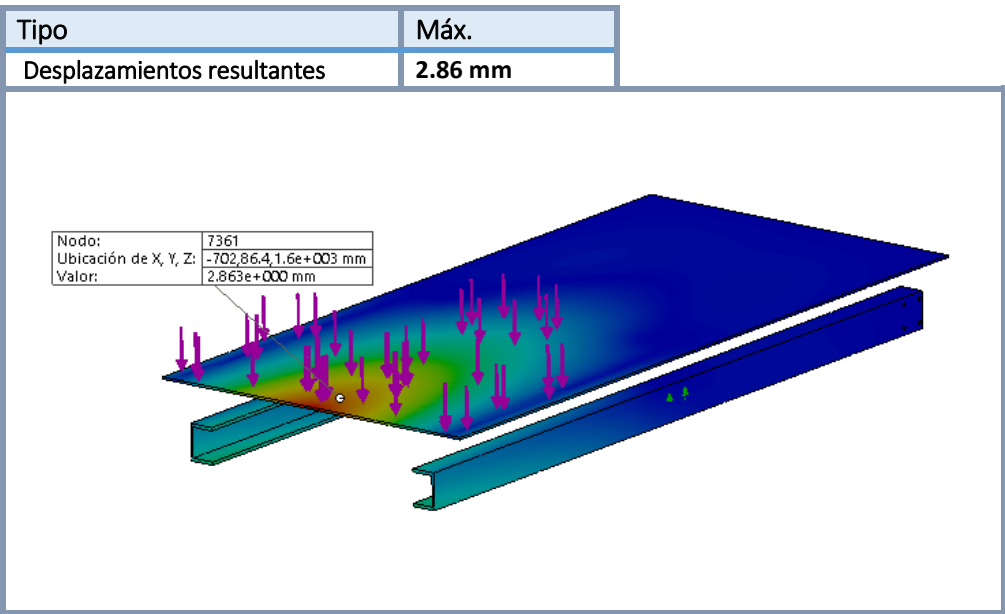 Tipo Máx.
Desplazamientos resultantes 2.86 mm
Nodo: 7361
Ubicación de X, Y, Z: -702,86.4,1.6e+003 mm
Valor: 2.863e+000 mm